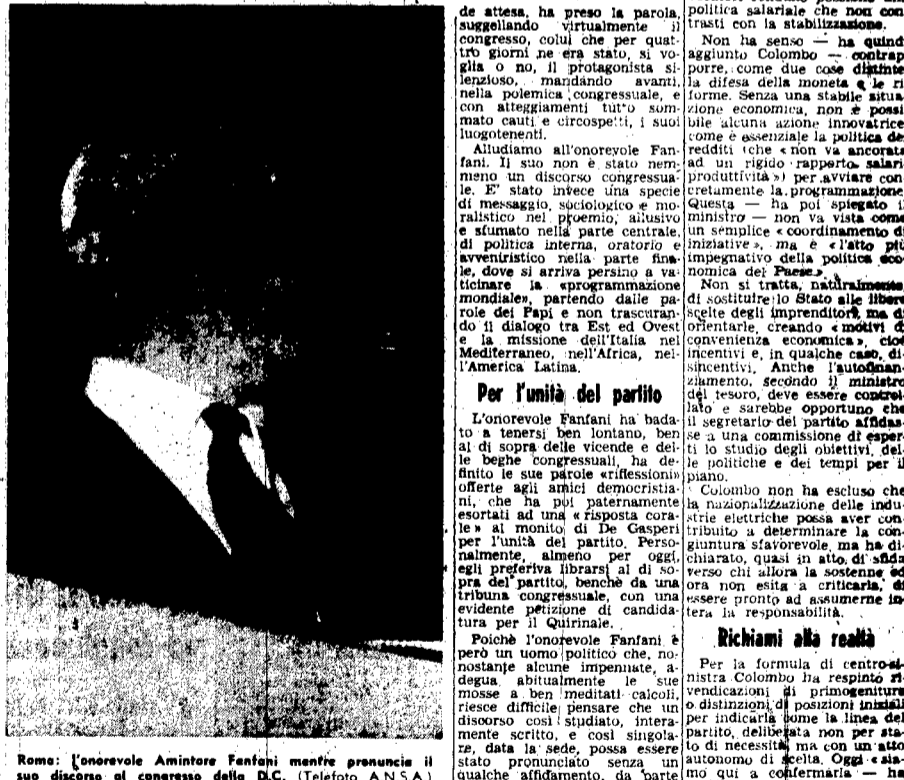 de attesa, ha preso la parola,
suggellando virtualmente il
congresso, colui che per quat-
tro giorni ne era stato, si vo-
glia o no, il protagonista si-
lenzioso, mandando avanti,
nella polemica congressuale, e
con atteggiamenti tutto som-
mato cauti e circospetti, i suoi
luogotenenti.
Alludiamo all'onorevole Fan-
fani. Il suo non è stato nem-
meno un discorso congressua-
le. E' stato invece una specie
di messaggio, sociologico e mo-
ralistico nel proemio, allusivo
e sfumato nella parte centrale,
di politica interna, oratorio e
avveniristico nella parte fina-
le, dove si arriva persino a va-
ticinare la «programmazione
mondiale», partendo dalle pa-
role dei Papi e non trascuran-
do il dialogo tra Est ed Ovest
e la missione dell'Italia nel
Mediterraneo, nell'Africa, nel-
l'America Latina.
Per l'unità del partito
L'onorevole Fanfani ha bada-
to a tenersi ben lontano, ben
al di sopra delle vicende e del-
le beghe congressuali, ha de-
finito le sue parole «riflessioni»
offerte agli amici democristia-
ni, che ha poi paternamente
esortati ad una «risposta cora-
le» al monito di De Gasperi
per l'unità del partito. Perso-
nalmente, almeno per oggi,
egli preferiva librarsi al di so-
pra del partito, benchè da una
tribuna congressuale, con una
evidente petizione di candida-
tura per il Quirinale.
Poichè l'onorevole Fanfani è
però un uomo politico che, no-
nostante alcune impennate, a-
degua abitualmente le sue
mosse a ben meditati calcoli,
riesce difficile pensare che un
discorso così studiato, intera-
mente scritto, e così singola-
re, data la sede, possa essere
stato pronunciato senza un
qualche affidamento, da parte
politica salariale che non con
trasti con la stabilizzazione.
Non ha senso — ha quind
aggiunto Colombo — contrap
porre, come due cose distinte
la difesa della moneta e le ri
forme. Senza una stabile situa
zione economica, non è possi
bile alcuna azione innovatrice
come è essenziale la politica de
redditi (che «non va ancorata
ad un rigido rapporto salari
produttività») per avviare con
cretamente la programmazione
Questa — ha poi spiegato i
ministro — non va vista come
un semplice «coordinamento di
iniziative», ma è «l'atto più
impegnativo della politica eco
nomica del Paese»
Non si tratta, naturalmente
di sostituire lo Stato alle libere
scelte degli imprenditori, ma d
orientarle, creando «motivi d
convenienza economica», cioè
incentivi e, in qualche caso, di-
sincentivi. Anche l'autofinan-
ziamento, secondo il ministro
del tesoro, deve essere control-
lato e sarebbe opportuno che
il segretario del partito affidas-
se a una commissione di esper-
ti lo studio degli obiettivi, del-
le politiche e dei tempi per il
piano.
Colombo non ha escluso che
la nazionalizzazione delle indu-
strie elettriche possa aver con-
tribuito a determinare la con-
giuntura sfavorevole, ma ha di-
chiarato, quasi in atto di sfida
verso chi allora la sostenne ed
ora non esita a criticarla, di
essere pronto ad assumerne in-
tera la responsabilità.
Richiami alla realtà
Per la formula di centro-si-
nistra Colombo ha respinto ri-
vendicazioni di primogenitura
o distinzioni di posizioni iniziali
per indicarla come la linea del
partito, deliberata non per sta-
to di necessità, ma con un atto
autonomo di scelta. Oggi «sia-
mo qui a confermarla — ha
Roma: l'onorevole Amintore Fanfani mentre pronuncia il
suo discorso al congresso della D.C. (Telefoto A.N.S.A.)